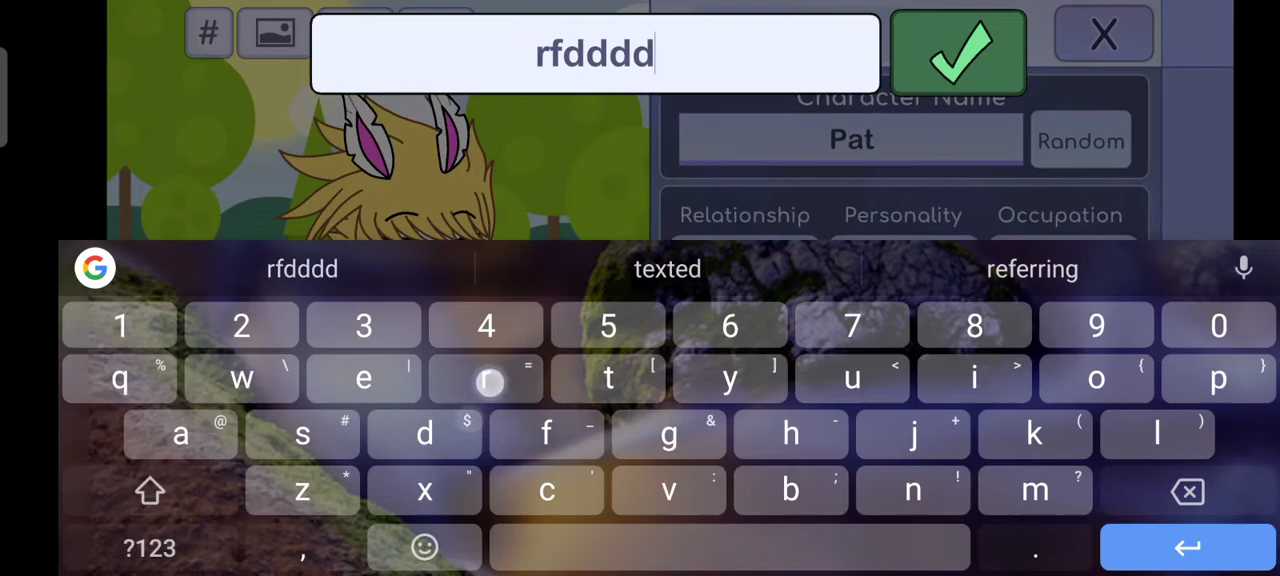 #
rfdddd
X
Character Name
Pat
Random
Relationship Personality Occupation
G
rfdddd texted referring
1 2 3 4 5 6 7 8 9 0
q % w \ e | r = t [ y ] u < i > o { p }
a @ s # d $ f _ g & h - j + k ( l )
z * x " c ' v : b ; n ! m ?
?123 , .